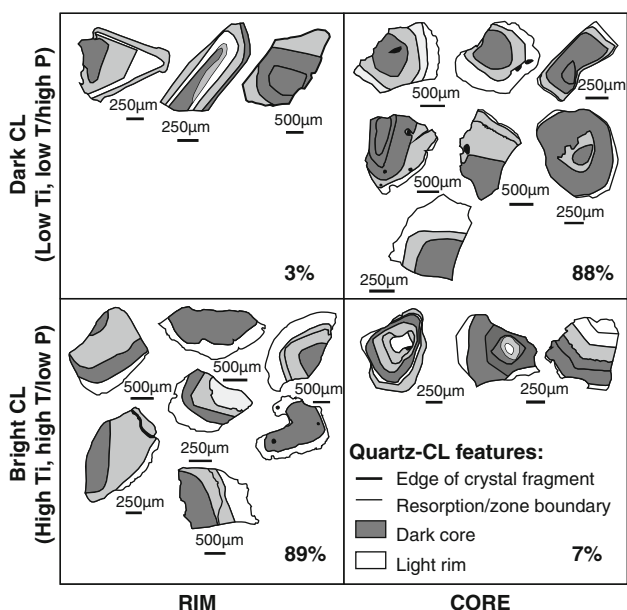 Dark CL
(Low Ti, low T/high P)
250µm
250µm
500µm
3%
500µm
250µm
500µm
500µm
250µm
250µm
88%
Bright CL
(High Ti, high T/low P)
500µm
500µm
500µm
250µm
250µm
500µm
89%
250µm
250µm
Quartz-CL features:
Edge of crystal fragment
Resorption/zone boundary
Dark core
Light rim
7%
RIM
CORE